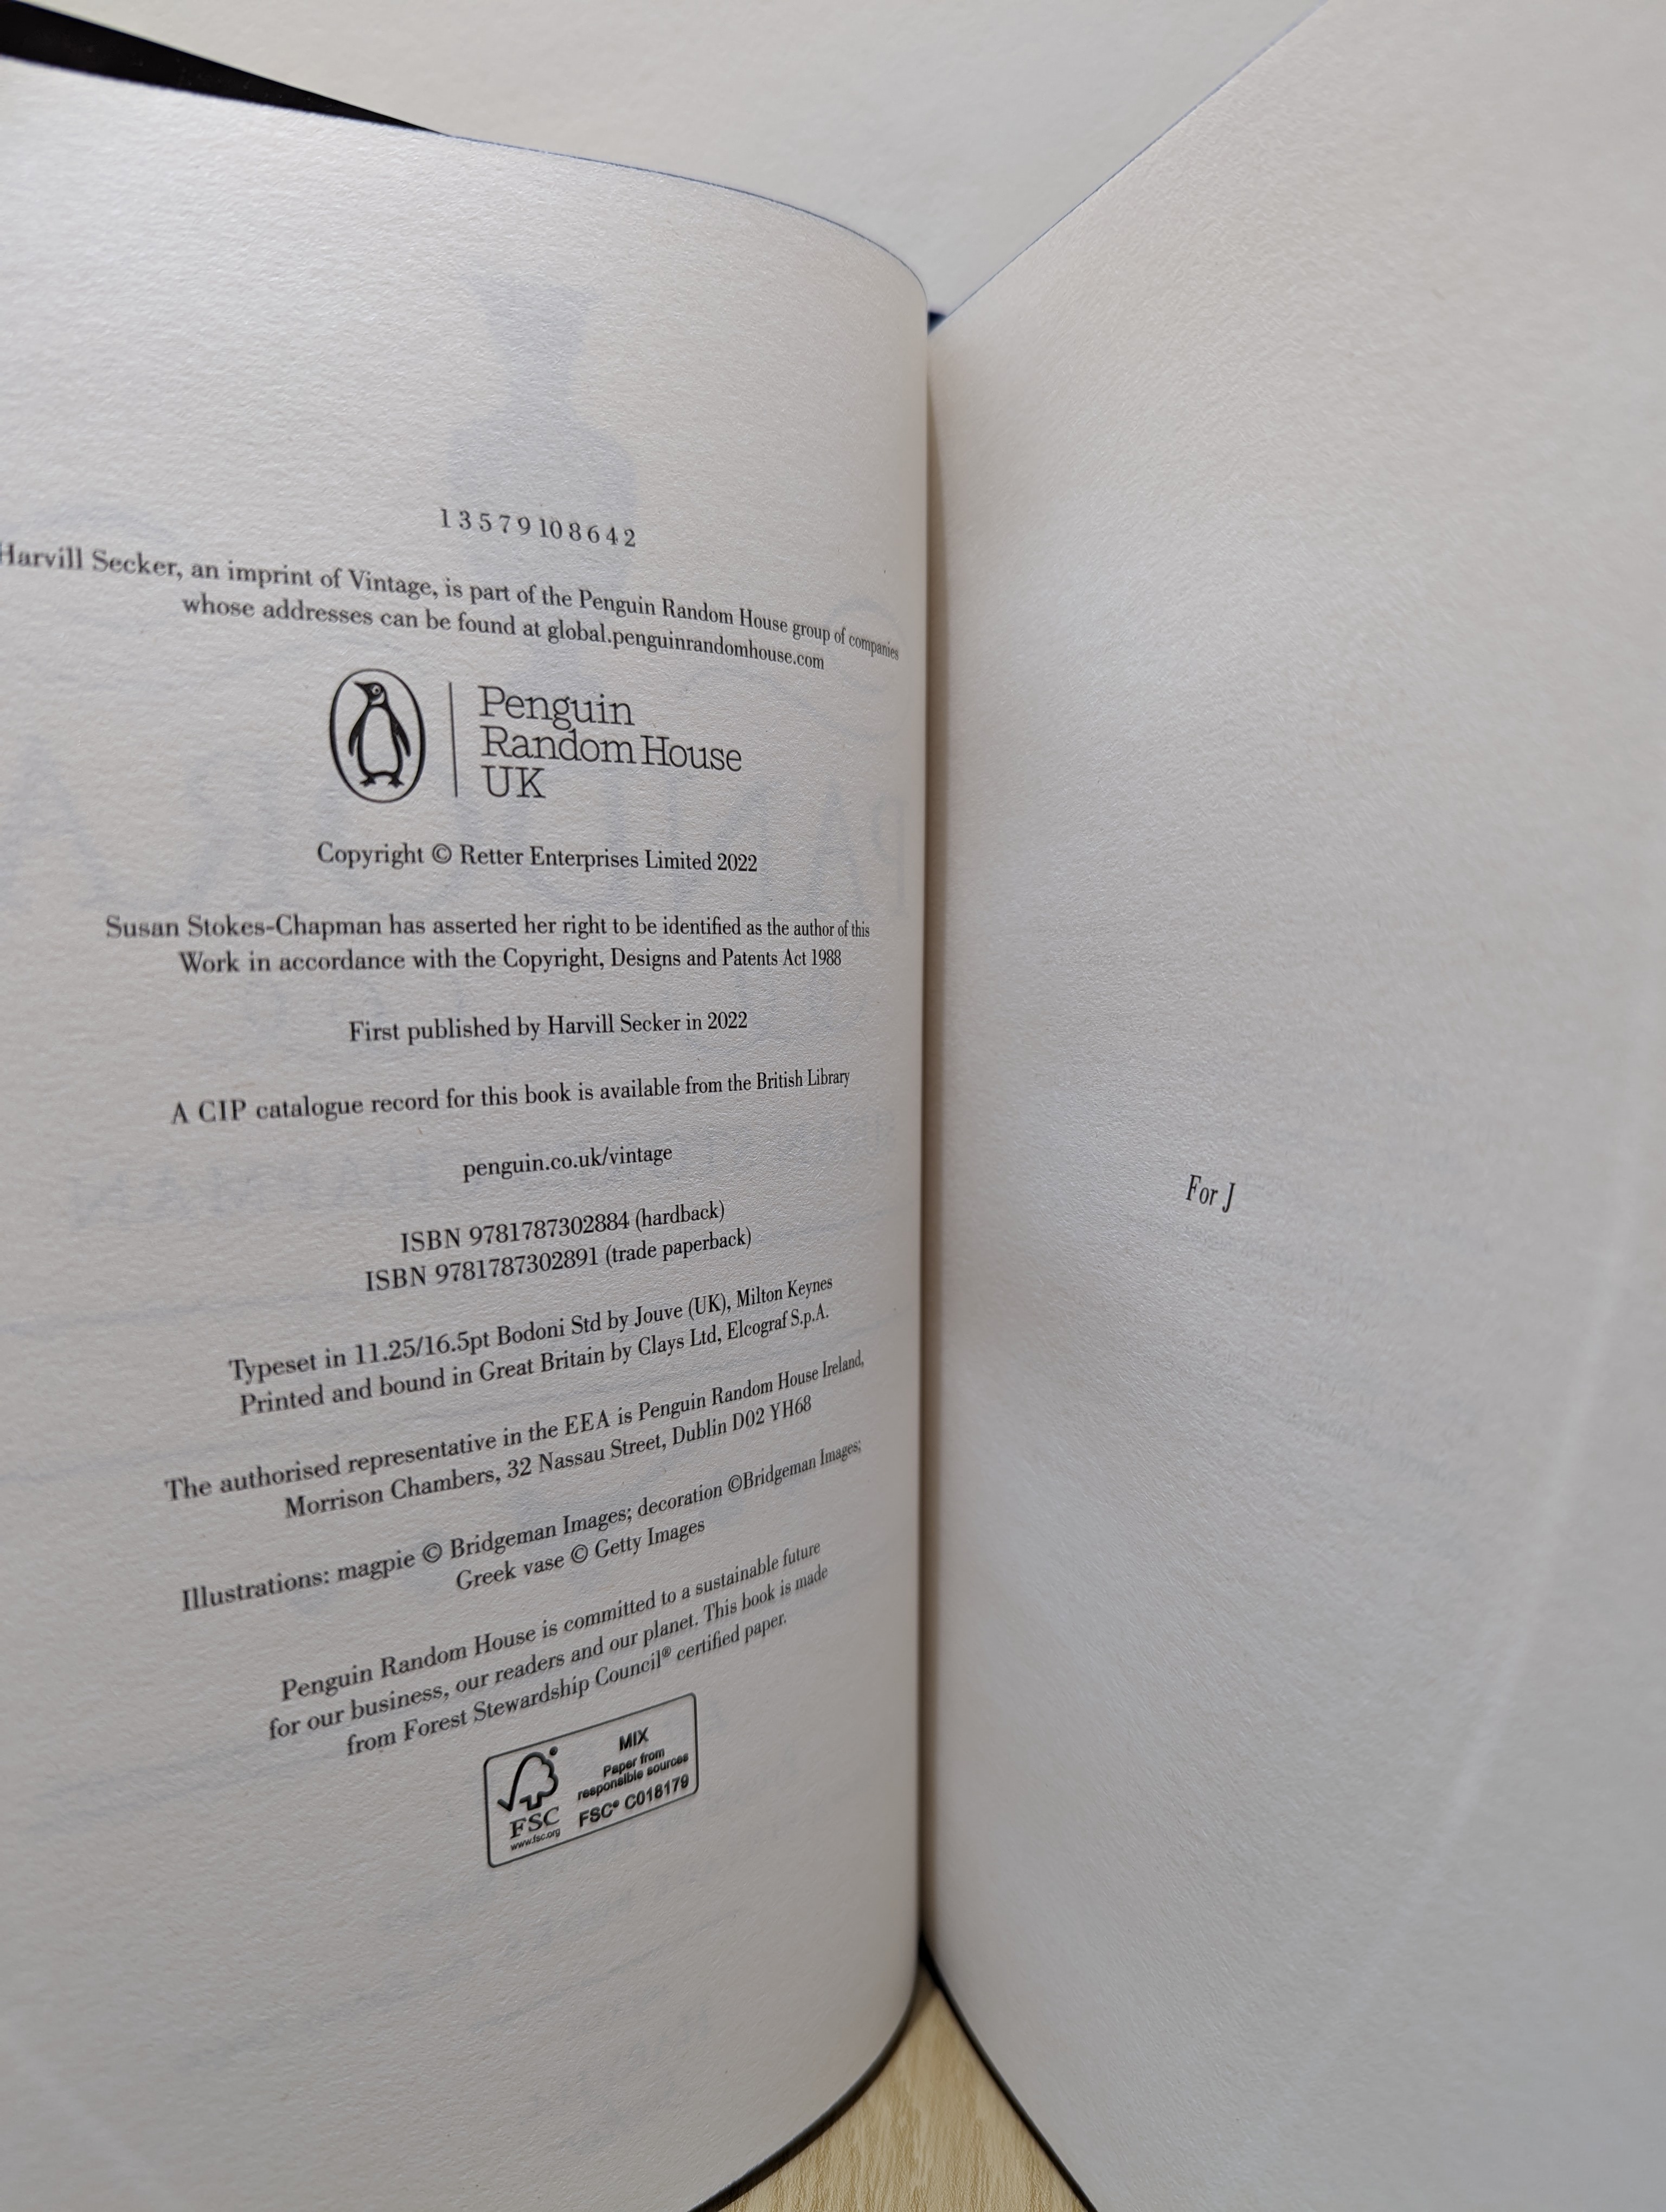 1 3 5 7 9 10 8 6 4 2
Harvill Secker, an imprint of Vintage, is part of the Penguin Random House group of companies
whose addresses can be found at global.penguinrandomhouse.com
Penguin
Random House
UK
Copyright © Retter Enterprises Limited 2022
Susan Stokes-Chapman has asserted her right to be identified as the author of this
Work in accordance with the Copyright, Designs and Patents Act 1988
First published by Harvill Secker in 2022
A CIP catalogue record for this book is available from the British Library
penguin.co.uk/vintage
ISBN 9781787302884 (hardback)
ISBN 9781787302891 (trade paperback)
Typeset in 11.25/16.5pt Bodoni Std by Jouve (UK), Milton Keynes
Printed and bound in Great Britain by Clays Ltd, Elcograf S.p.A.
The authorised representative in the EEA is Penguin Random House Ireland,
Morrison Chambers, 32 Nassau Street, Dublin D02 YH68
Illustrations: magpie © Bridgeman Images; decoration ©Bridgeman Images;
Greek vase © Getty Images
Penguin Random House is committed to a sustainable future
for our business, our readers and our planet. This book is made
from Forest Stewardship Council® certified paper.
MIX
Paper from
responsible sources
FSC® C018179
FSC
www.fsc.org
For J